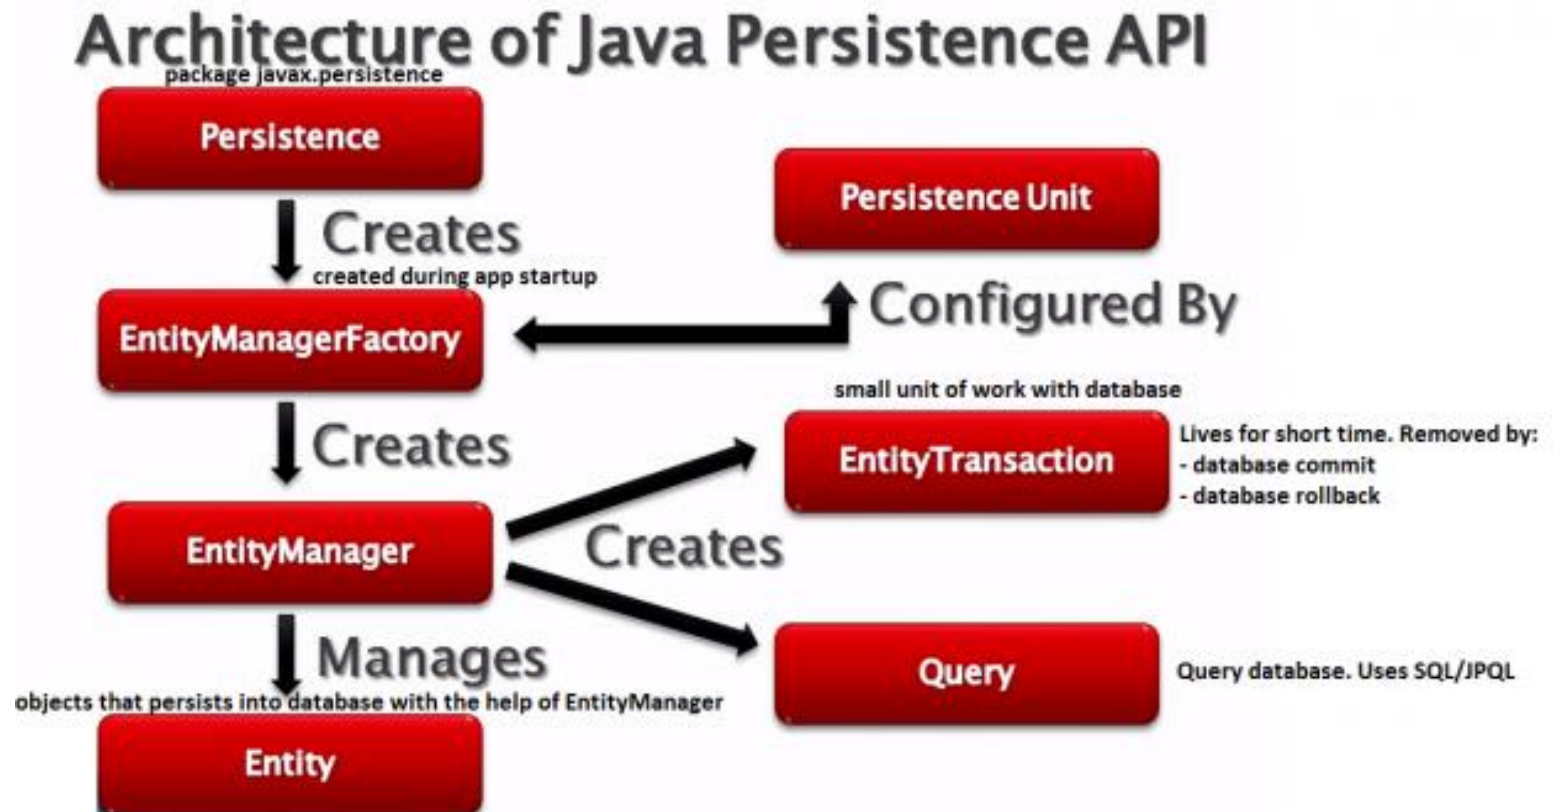 Architecture of Java Persistence API
package javax.persistence
Persistence
Persistence Unit
Creates
created during app startup
EntityManagerFactory
Configured By
small unit of work with database
Creates
EntityTransaction
Lives for short time. Removed by:
- database commit
- database rollback
EntityManager
Creates
Manages
objects that persists into database with the help of EntityManager
Query
Query database. Uses SQL/JPQL
Entity